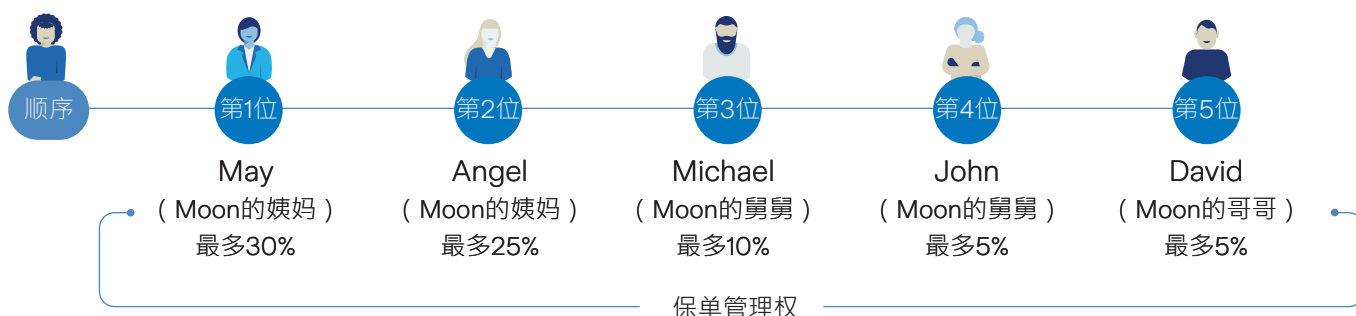 顺序 第1位 第2位 第3位 第4位 第5位
May Angel Michael John David
（Moon的姨妈） （Moon的姨妈） （Moon的舅舅） （Moon的舅舅） （Moon的哥哥）
最多30% 最多25% 最多10% 最多5% 最多5%
保单管理权